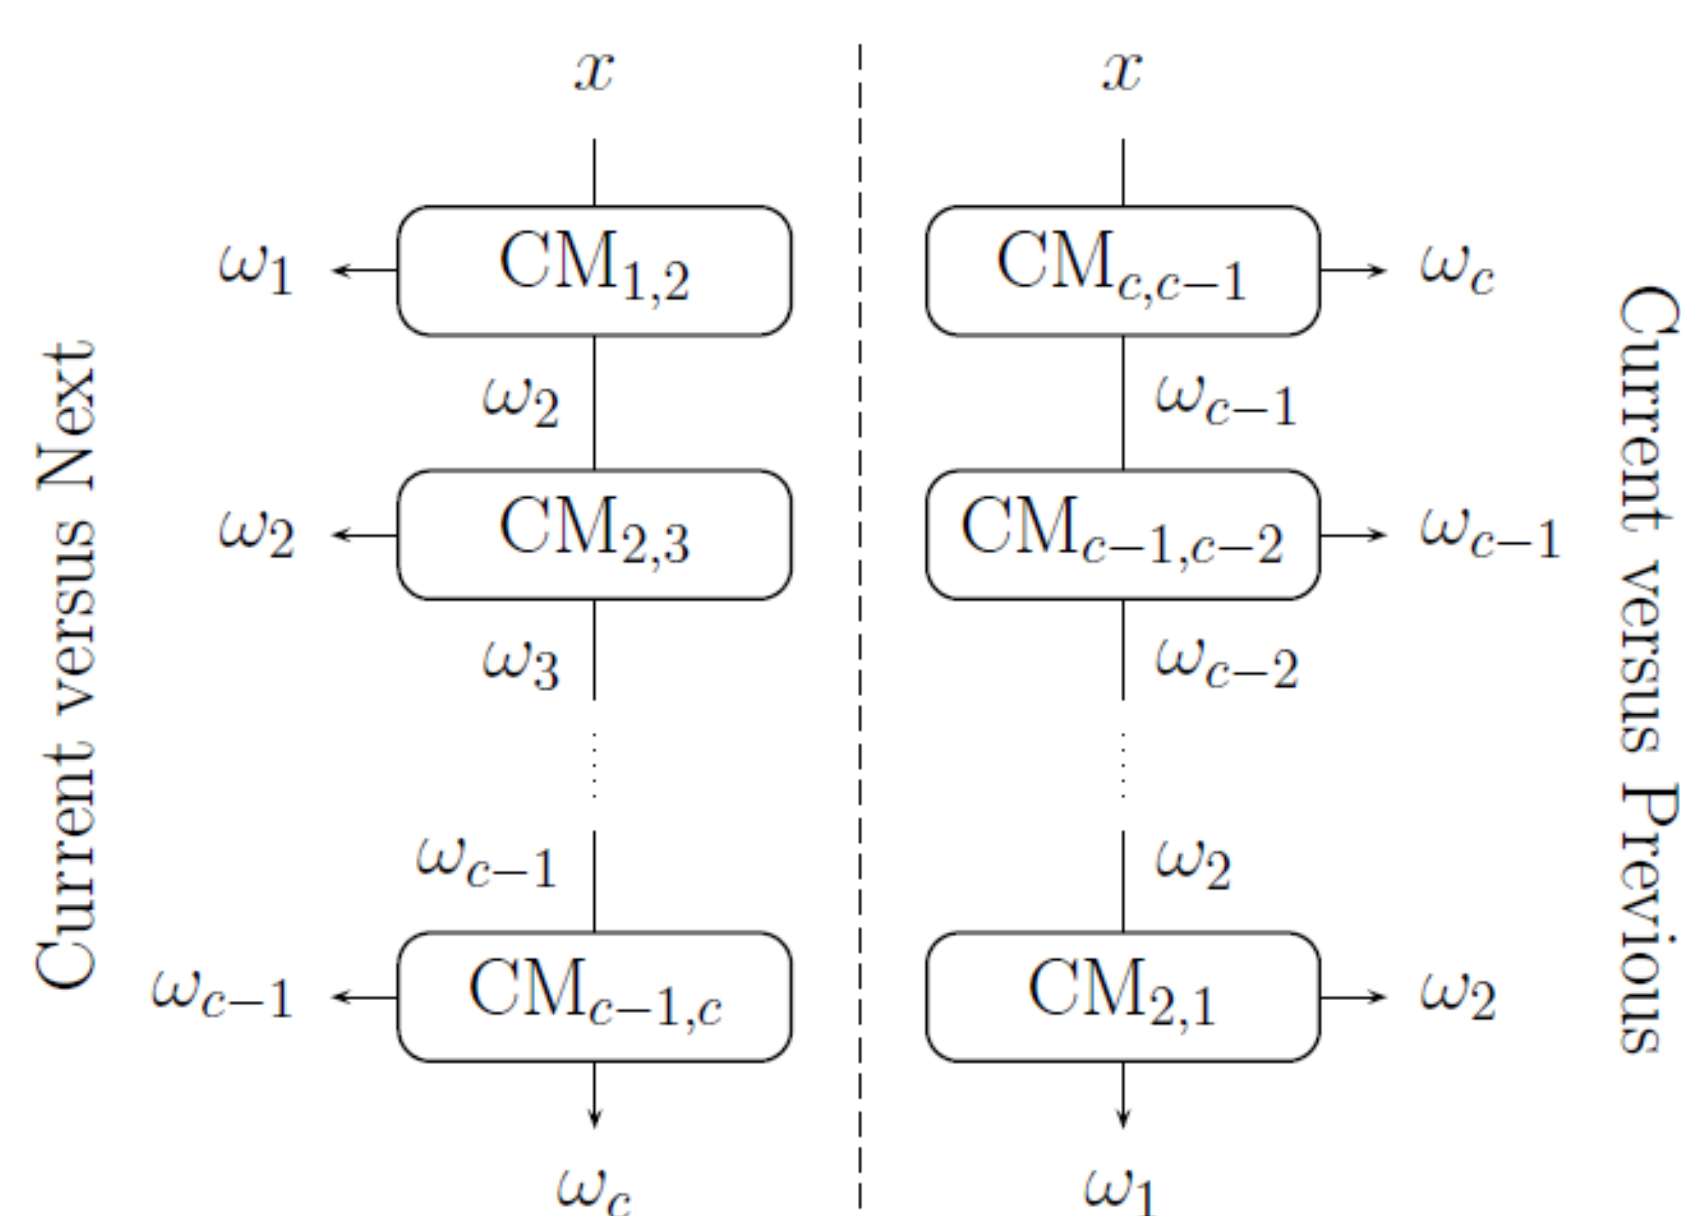 x
x
CM1,2
CMc,c−1
ω1
ωc
ω2
ωc−1
CM2,3
CMc−1,c−2
ω2
ωc−1
ω3
ωc−2
ωc−1
ω2
CMc−1,c
CM2,1
ωc−1
ω2
ωc
ω1
Current versus Next
Current versus Previous